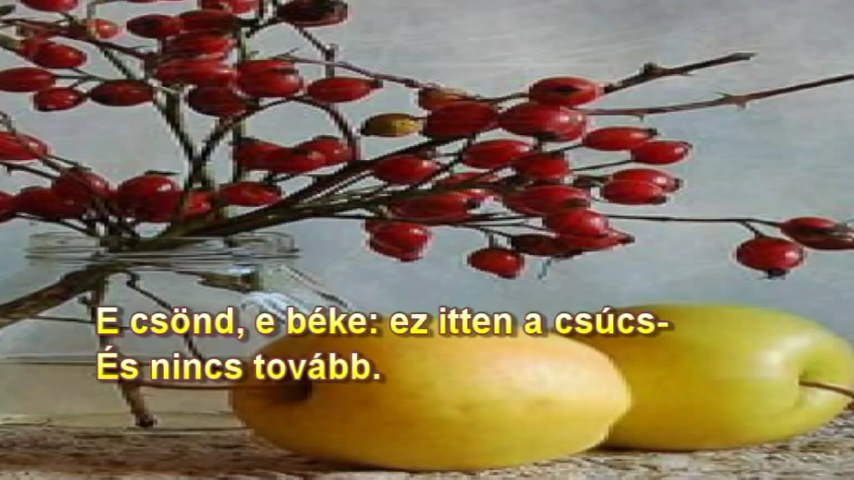 E csönd, e béke: ez itten a csúcs-
És nincs tovább.